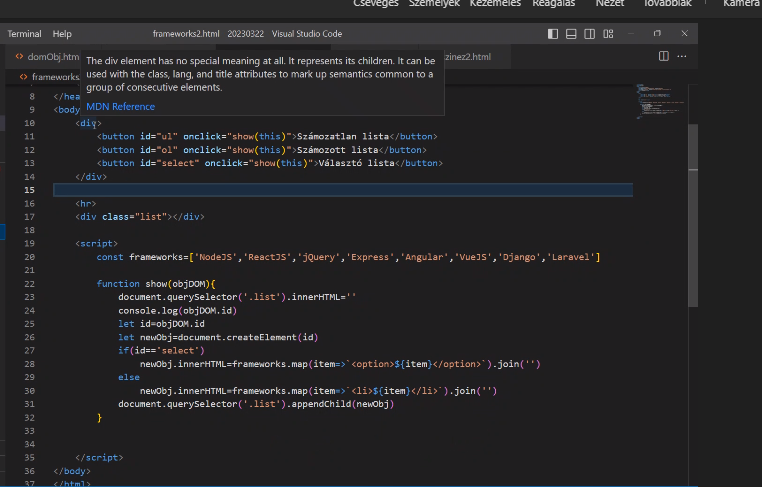 Csevegés Személyek Kézemelés Reagálás Nézet Továbbiak Kamera
Terminal Help frameworks2.html 20230322 Visual Studio Code
domObj.htm
zinez2.html
The div element has no special meaning at all. It represents its children. It can be
used with the class, lang, and title attributes to mark up semantics common to a
group of consecutive elements.
MDN Reference
frameworks
8 </hea
9 <body
10 <div>
11 <button id="ul" onclick="show(this)">Számozatlan lista</button>
12 <button id="ol" onclick="show(this)">Számozott lista</button>
13 <button id="select" onclick="show(this)">Választó lista</button>
14 </div>
15
16 <hr>
17 <div class="list"></div>
18
19 <script>
20 const frameworks=['NodeJS','ReactJS','jQuery','Express','Angular','VueJS','Django','Laravel']
21
22 function show(objDOM){
23 document.querySelector('.list').innerHTML=''
24 console.log(objDOM.id)
25 let id=objDOM.id
26 let newObj=document.createElement(id)
27 if(id=='select')
28 newObj.innerHTML=frameworks.map(item=>`<option>${item}</option>`).join('')
29 else
30 newObj.innerHTML=frameworks.map(item=>`<li>${item}</li>`).join('')
31 document.querySelector('.list').appendChild(newObj)
32 }
33
34
35 </script>
36 </body>
37 </html>